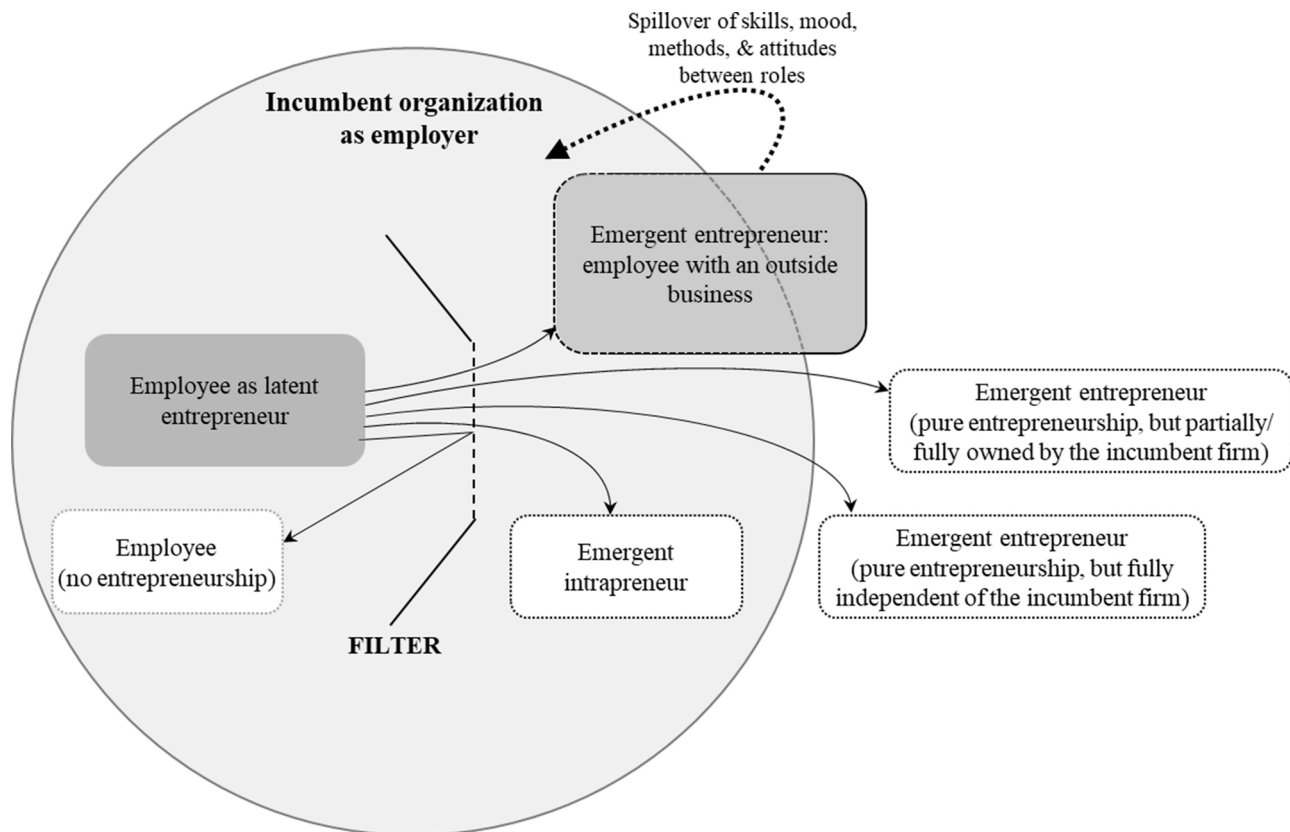 Spillover of skills, mood,
methods, & attitudes
between roles
Incumbent organization
as employer
Emergent entrepreneur:
employee with an outside
business
Employee as latent
entrepreneur
Emergent entrepreneur
(pure entrepreneurship, but partially/
fully owned by the incumbent firm)
Employee
(no entrepreneurship)
Emergent
intrapreneur
Emergent entrepreneur
(pure entrepreneurship, but fully
independent of the incumbent firm)
FILTER